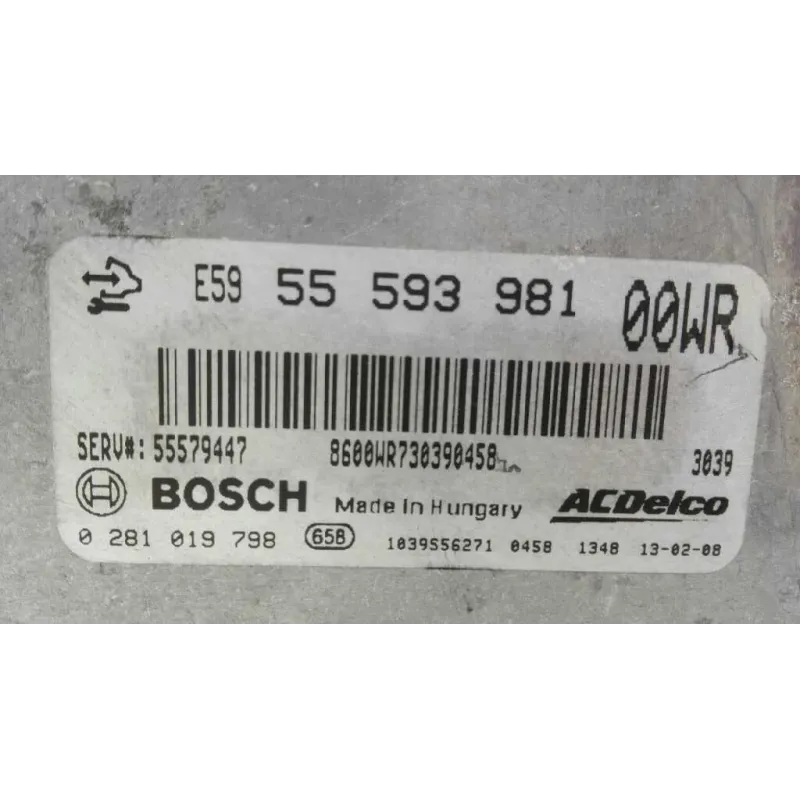 E59 55 593 981 00WR
SERV#: 55579447 8600WR730390458 3039
BOSCH Made in Hungary ACDelco
0 281 019 798 658 1039S56271 0458 1348 13-02-08